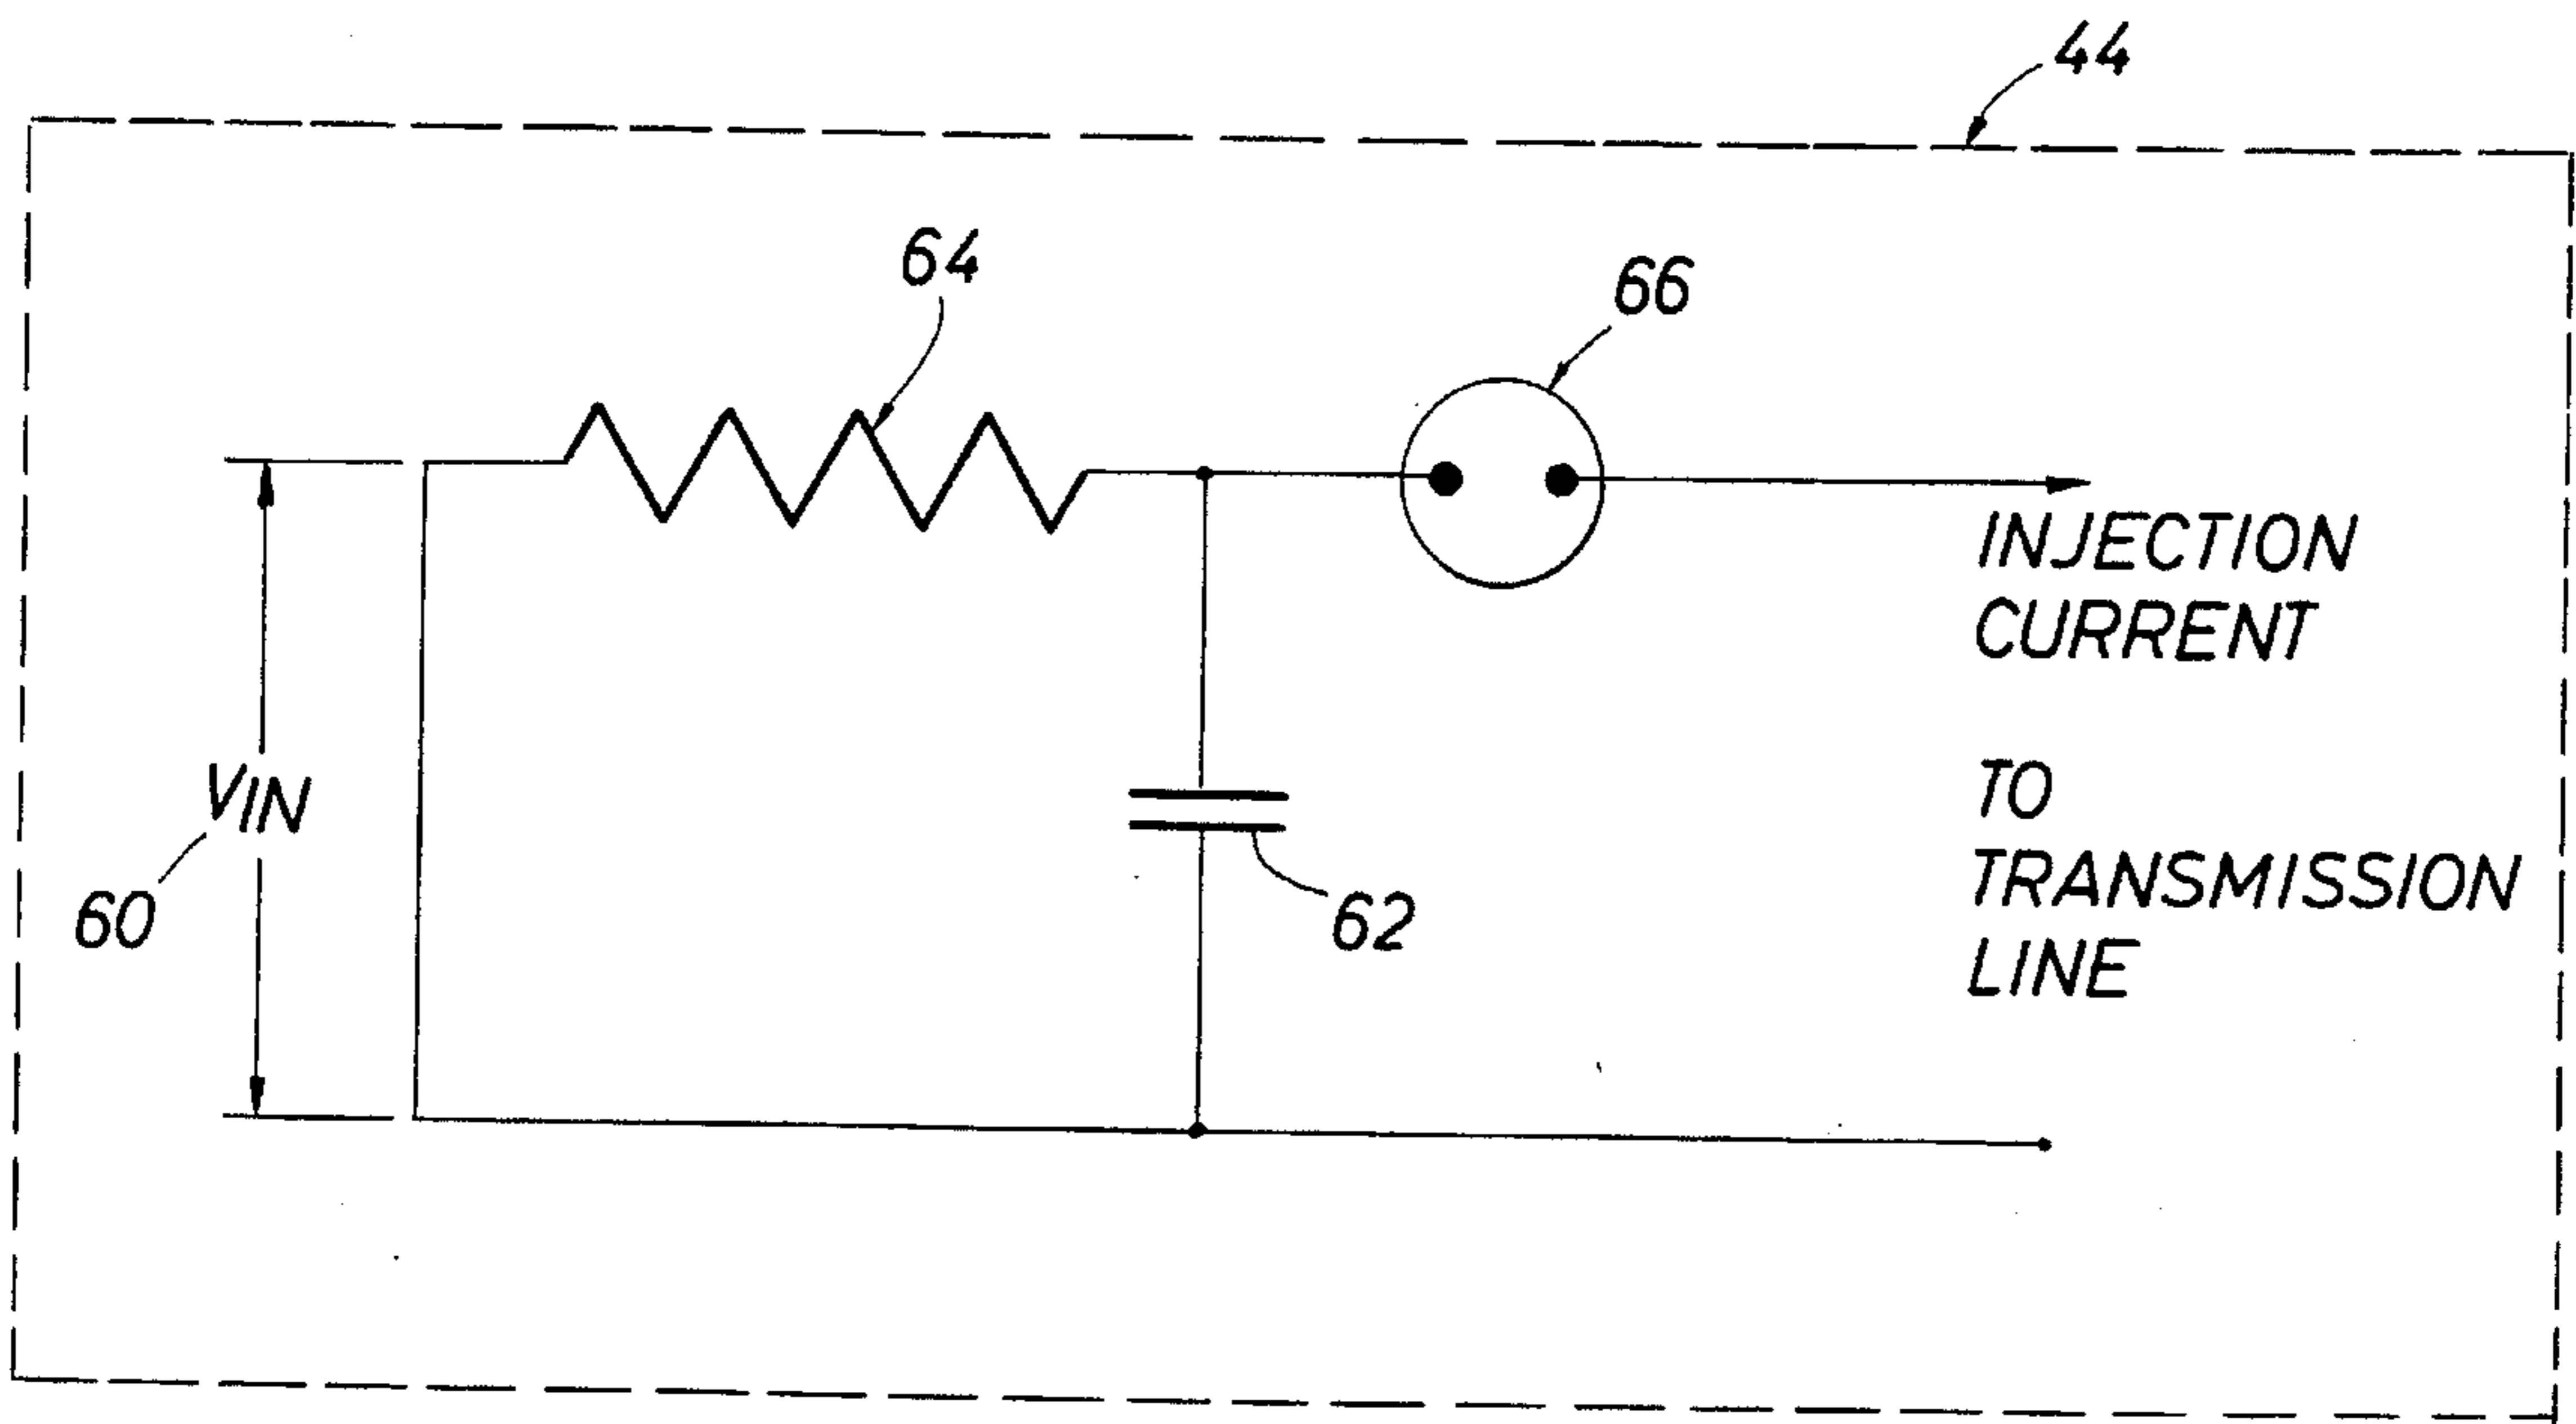 44
64
66
INJECTION
CURRENT
VIN
TO
TRANSMISSION
LINE
60
62